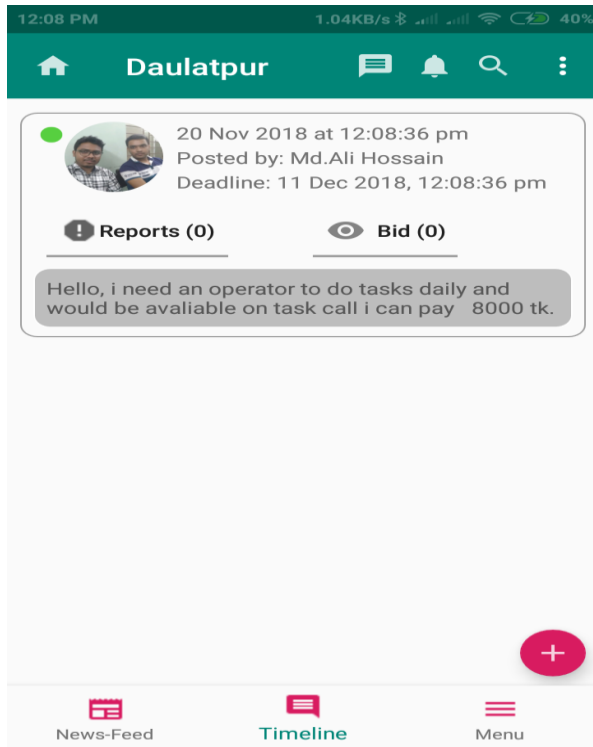 12:08 PM 1.04KB/s 40%
Daulatpur
20 Nov 2018 at 12:08:36 pm
Posted by: Md.Ali Hossain
Deadline: 11 Dec 2018, 12:08:36 pm
Reports (0) Bid (0)
Hello, i need an operator to do tasks daily and
would be avaliable on task call i can pay 8000 tk.
News-Feed Timeline Menu